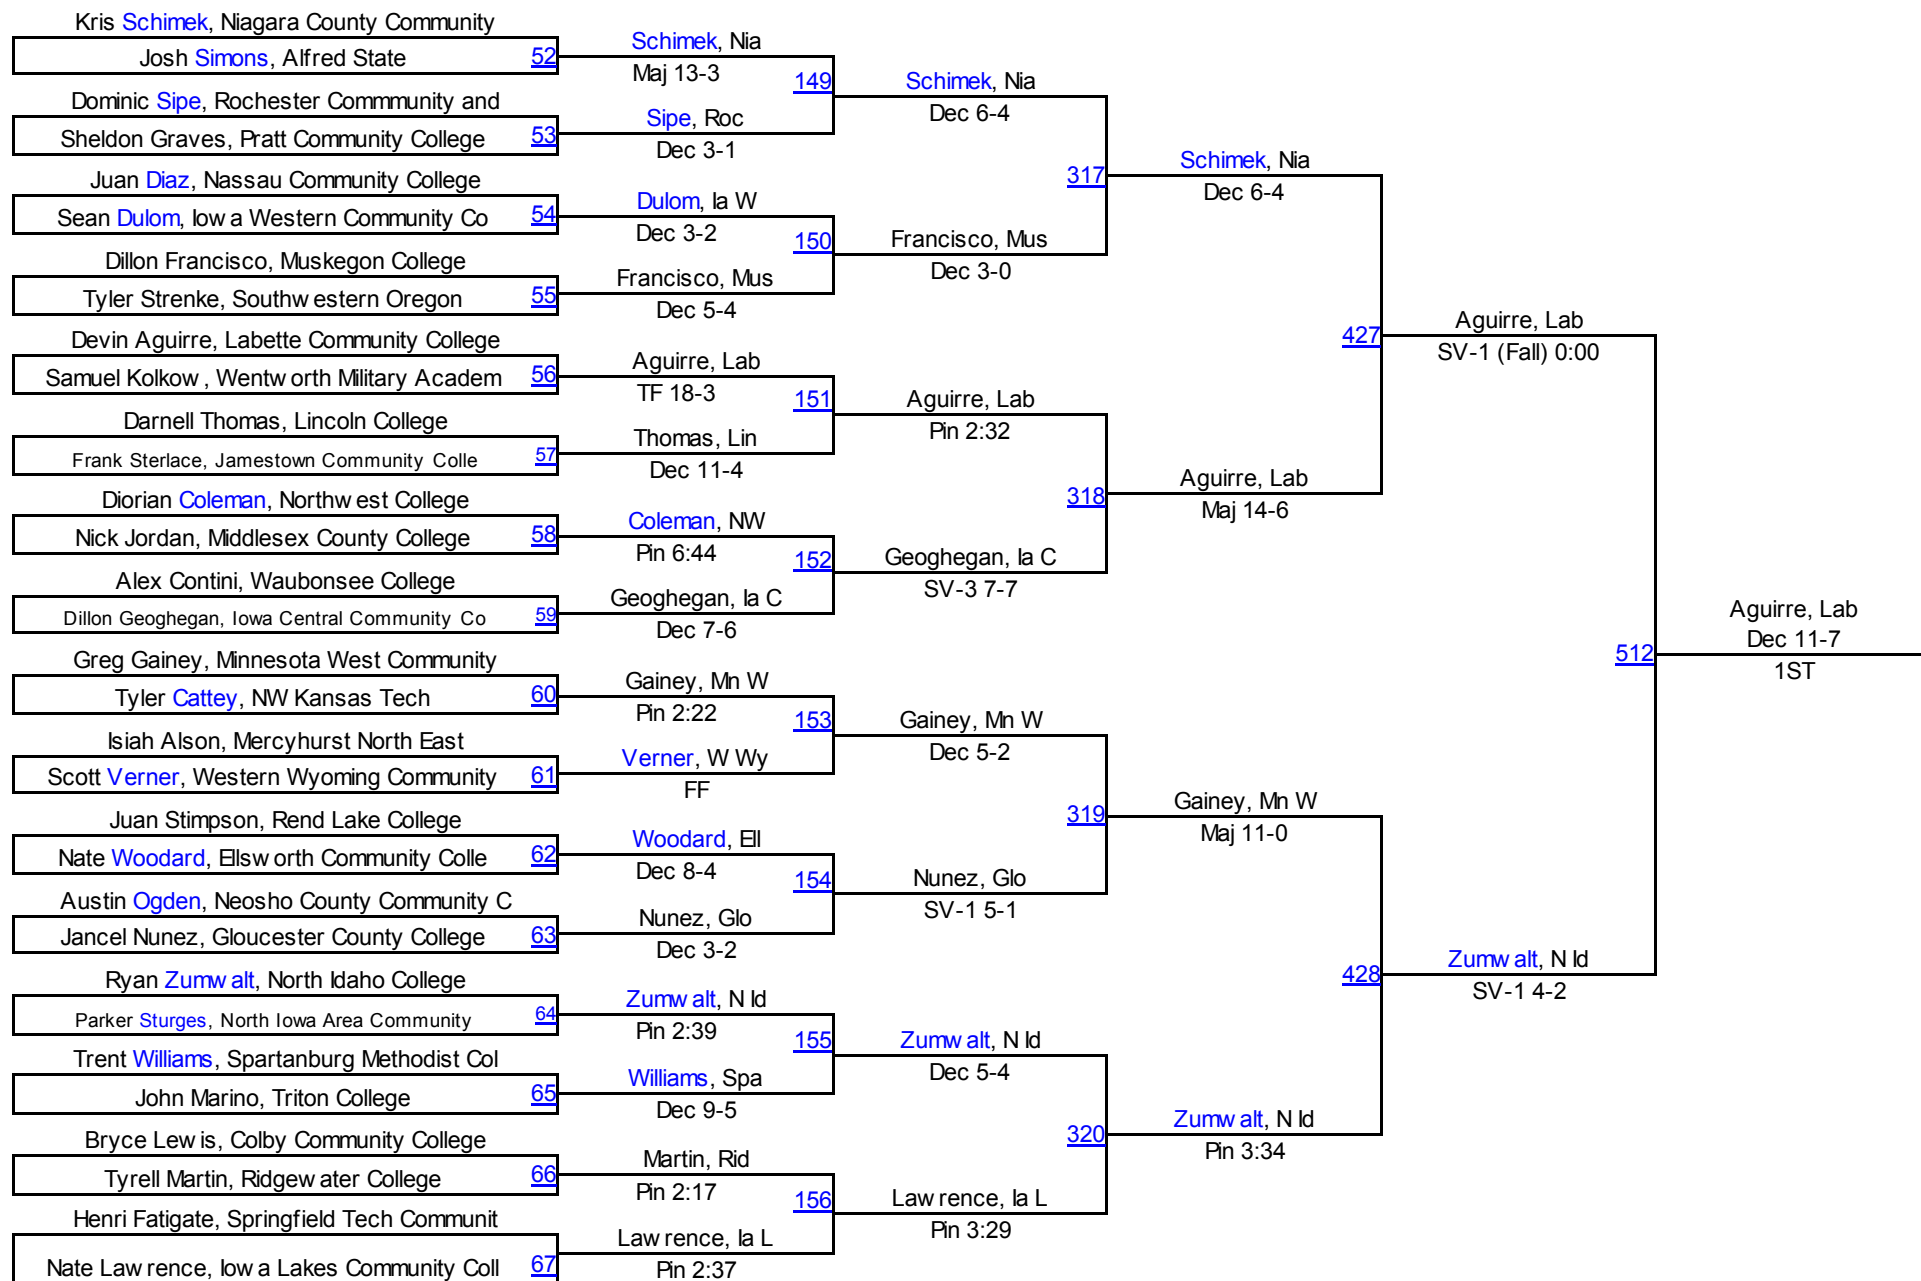 Kris Schimek, Niagara County Community
Josh Simons, Alfred State
52
Dominic Sipe, Rochester Commmunity and
Sheldon Graves, Pratt Community College
53
Juan Diaz, Nassau Community College
Sean Dulom, Iowa Western Community Co
54
Dillon Francisco, Muskegon College
Tyler Strenke, Southwestern Oregon
55
Devin Aguirre, Labette Community College
Samuel Kolkow, Wentworth Military Academ
56
Darnell Thomas, Lincoln College
Frank Sterlace, Jamestown Community Colle
57
Diorian Coleman, Northwest College
Nick Jordan, Middlesex County College
58
Alex Contini, Waubonsee College
Dillon Geoghegan, Iowa Central Community Co
59
Greg Gainey, Minnesota West Community
Tyler Cattey, NW Kansas Tech
60
Isiah Alson, Mercyhurst North East
Scott Verner, Western Wyoming Community
61
Juan Stimpson, Rend Lake College
Nate Woodard, Ellsworth Community Colle
62
Austin Ogden, Neosho County Community C
Jancel Nunez, Gloucester County College
63
Ryan Zumwalt, North Idaho College
Parker Sturges, North Iowa Area Community
64
Trent Williams, Spartanburg Methodist Col
John Marino, Triton College
65
Bryce Lewis, Colby Community College
Tyrell Martin, Ridgewater College
66
Henri Fatigate, Springfield Tech Communit
Nate Lawrence, Iowa Lakes Community Coll
67
Schimek, Nia
Maj 13-3
149
Sipe, Roc
Dec 3-1
Dulom, Ia W
Dec 3-2
150
Francisco, Mus
Dec 5-4
Aguirre, Lab
TF 18-3
151
Thomas, Lin
Dec 11-4
Coleman, NW
Pin 6:44
152
Geoghegan, Ia C
Dec 7-6
Gainey, Mn W
Pin 2:22
153
Verner, W Wy
FF
Woodard, Ell
Dec 8-4
154
Nunez, Glo
Dec 3-2
Zumwalt, N Id
Pin 2:39
155
Williams, Spa
Dec 9-5
Martin, Rid
Pin 2:17
156
Lawrence, Ia L
Pin 2:37
Schimek, Nia
Dec 6-4
317
Francisco, Mus
Dec 3-0
Aguirre, Lab
Pin 2:32
318
Geoghegan, Ia C
SV-3 7-7
Gainey, Mn W
Dec 5-2
319
Nunez, Glo
SV-1 5-1
Zumwalt, N Id
Dec 5-4
320
Lawrence, Ia L
Pin 3:29
Schimek, Nia
Dec 6-4
427
Aguirre, Lab
Maj 14-6
Gainey, Mn W
Maj 11-0
428
Zumwalt, N Id
Pin 3:34
Aguirre, Lab
SV-1 (Fall) 0:00
512
Zumwalt, N Id
SV-1 4-2
Aguirre, Lab
Dec 11-7
1ST